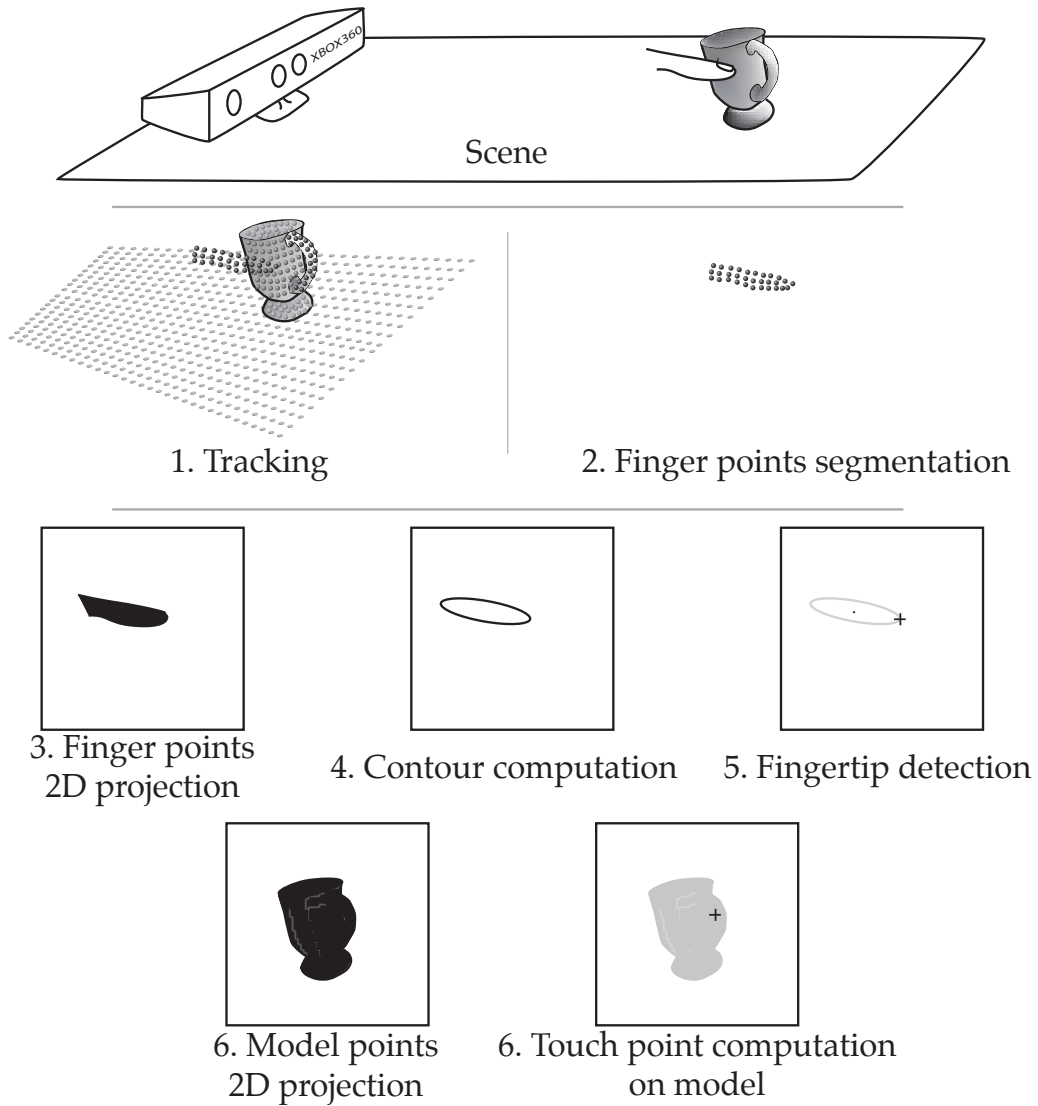 XBOX360
Scene
1. Tracking
2. Finger points segmentation
3. Finger points
2D projection
4. Contour computation
5. Fingertip detection
6. Model points
2D projection
6. Touch point computation
on model